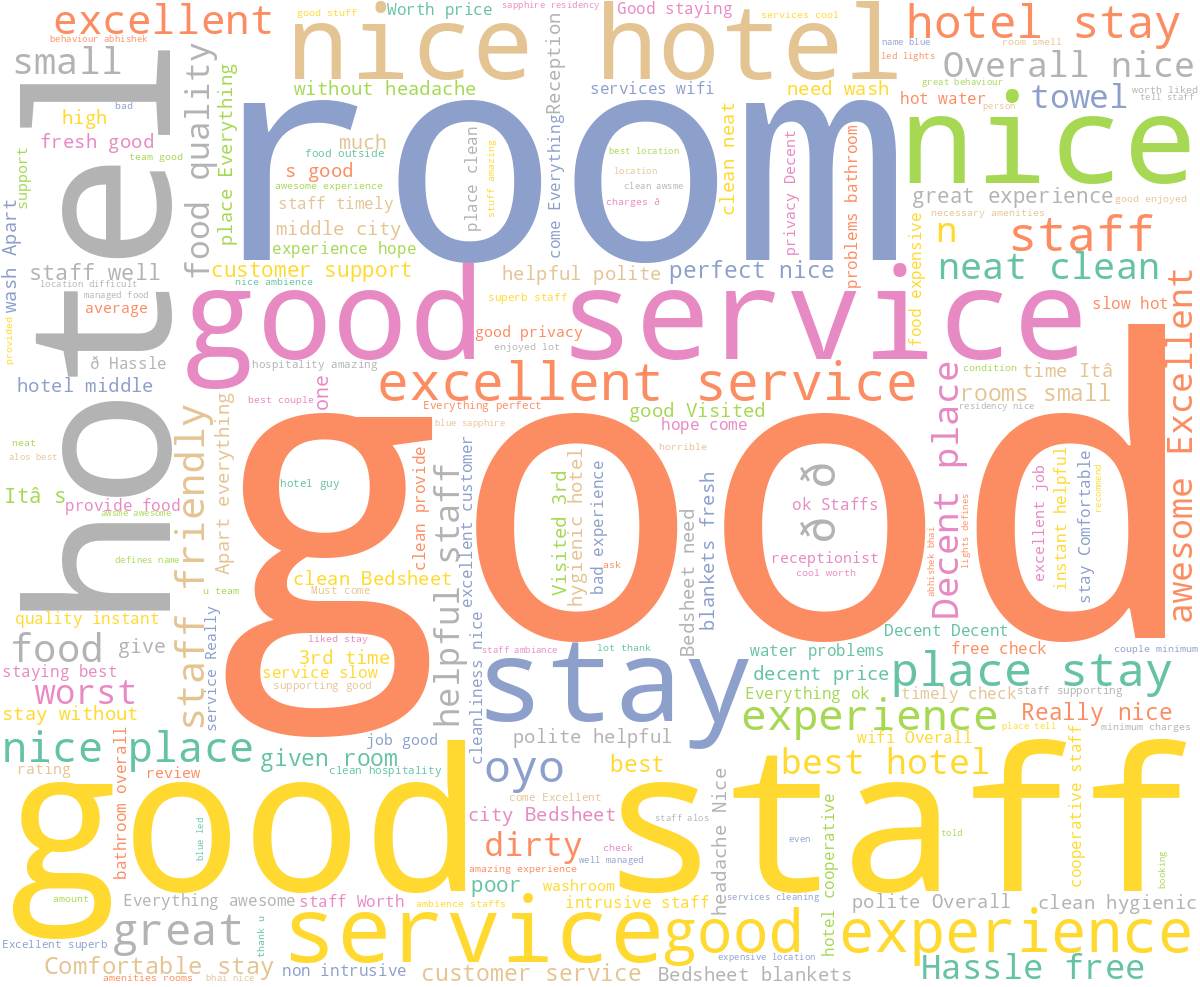 excellent
good stuff
Worth price
sapphire residency
Good staying
services cool
hotel stay
behaviour abhishek
nice hotel
name blue
room smell
led lights
small
Overall nice
great behaviour
hotel
food quality
place Everything
without headache
Reception
services wifi
need wash
hot water
towel
worth liked
tell staff
person
bad
high
room
nice
fresh good
team good
support
much
food outside
s good
awesome experience
staff timely
middle city
experience hope
place clean
stuff amazing
come Everything
best location
location
clean awsme
charges ð
clean neat
privacy Decent
problems bathroom
great experience
good enjoyed
necessary amenities
n
staff
wash Apart
staff well
location difficult
managed food
average
provided
customer support
nice ambience
helpful polite
perfect nice
food expensive
neat clean
good service
superb staff
good privacy
enjoyed lot
slow hot
awesome Excellent
ð Hassle
hotel middle
hospitality amazing
one
excellent service
condition
time Itâ
rooms small
residency nice
best couple
Everything perfect
good Visited
hope come
Decent place
blue sapphire
horrible
neat
alos best
staff friendly
Apart everything
good
Itâ s
provide food
awsme awesome
hotel guy
clean provide
helpful staff
excellent customer
Visited 3rd
hygienic hotel
bad experience
ask
blankets fresh
Bedsheet need
ð
ð
ok Staffs
receptionist
cool worth
abhishek bhai
lights defines
excellent job
instant helpful
stay Comfortable
recommend
defines name
u team
clean Bedsheet
Must come
quality instant
food
give
service Really
liked stay
3rd time
service slow
supporting good
cleanliness nice
staff ambiance
lot thank
stay
water problems
decent price
Decent Decent
free check
couple minimum
staying best
worst
stay without
Everything ok
place stay
timely check
staff supporting
experience
Really nice
place tell
minimum charges
nice place
given room
job good
polite helpful
wifi Overall
rating
review
clean hospitality
oyo
best
best hotel
bathroom overall
good staff
come Excellent
city Bedsheet
staff alos
headache Nice
blue led
dirty
check
well managed
amazing experience
even
hotel cooperative
told
cooperative staff
booking
poor
washroom
amount
Everything awesome
staff Worth
ambience staffs
intrusive staff
services cleaning
polite Overall
clean hygienic
Excellent superb
great
thank u
service
good experience
Comfortable stay
non intrusive
customer service
expensive location
Bedsheet blankets
Hassle free
amenities rooms
bhai nice